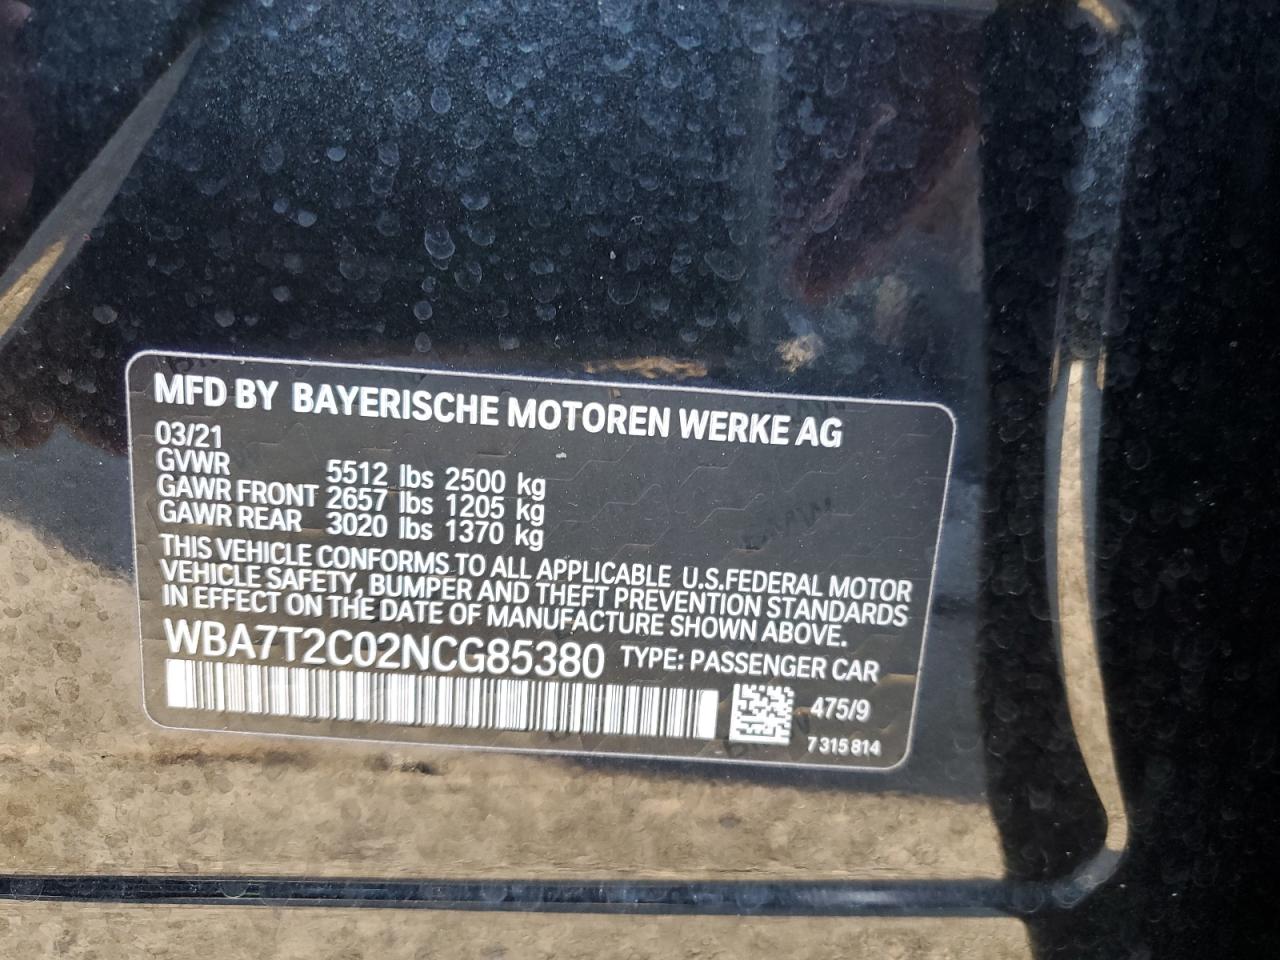 MFD BY BAYERISCHE MOTOREN WERKE AG
03/21
GVWR 5512 lbs 2500 kg
GAWR FRONT 2657 lbs 1205 kg
GAWR REAR 3020 lbs 1370 kg
THIS VEHICLE CONFORMS TO ALL APPLICABLE U.S.FEDERAL MOTOR
VEHICLE SAFETY, BUMPER AND THEFT PREVENTION STANDARDS
IN EFFECT ON THE DATE OF MANUFACTURE SHOWN ABOVE.
WBA7T2C02NCG85380 TYPE: PASSENGER CAR
475/9
7 315 814